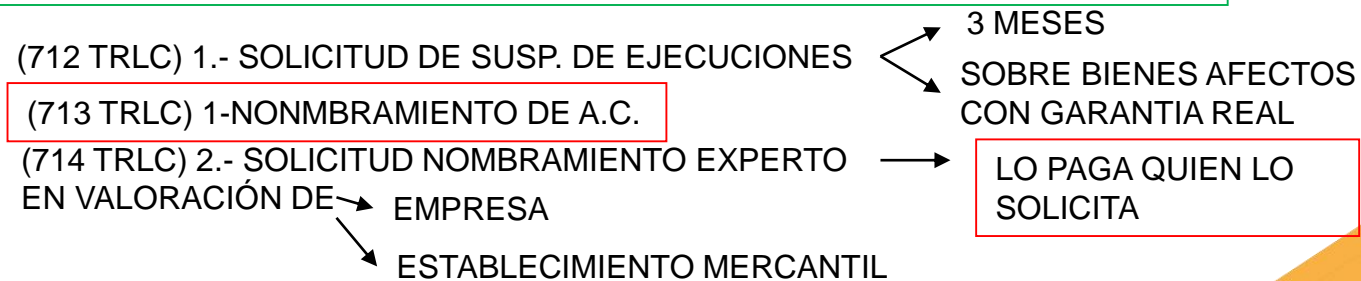 3 MESES
(712 TRLC) 1.- SOLICITUD DE SUSP. DE EJECUCIONES
SOBRE BIENES AFECTOS
CON GARANTIA REAL
(713 TRLC) 1-NONMBRAMIENTO DE A.C.
(714 TRLC) 2.- SOLICITUD NOMBRAMIENTO EXPERTO
EN VALORACIÓN DE
LO PAGA QUIEN LO
SOLICITA
EMPRESA
ESTABLECIMIENTO MERCANTIL